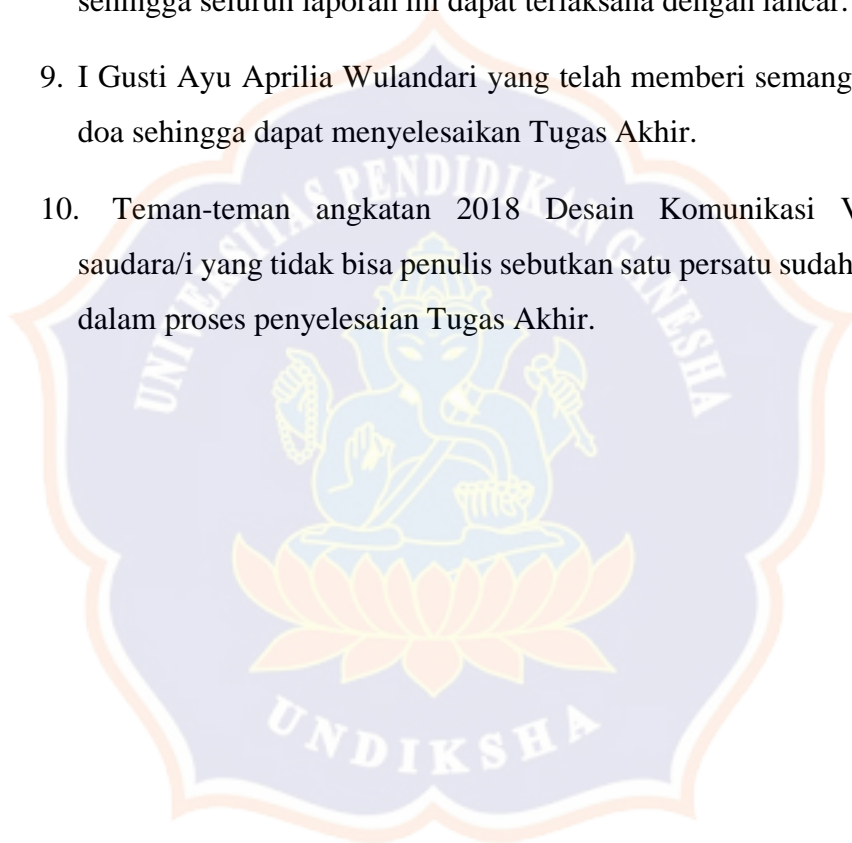 sehingga seluruh laporan ini dapat terlaksana dengan lancar.
9. I Gusti Ayu Aprilia Wulandari yang telah memberi semang
doa sehingga dapat menyelesaikan Tugas Akhir.
10. Teman-teman angkatan 2018 Desain Komunikasi V
saudara/i yang tidak bisa penulis sebutkan satu persatu sudah
dalam proses penyelesaian Tugas Akhir.
UNIVERSITAS PENDIDIKAN GANESHA
UNDIKSHA